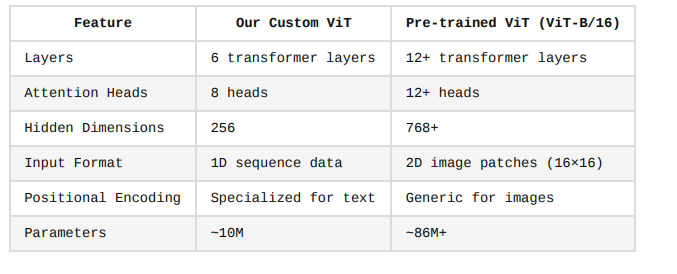 Feature Our Custom ViT Pre-trained ViT (ViT-B/16)
Layers 6 transformer layers 12+ transformer layers
Attention Heads 8 heads 12+ heads
Hidden Dimensions 256 768+
Input Format 1D sequence data 2D image patches (16×16)
Positional Encoding Specialized for text Generic for images
Parameters ~10M ~86M+